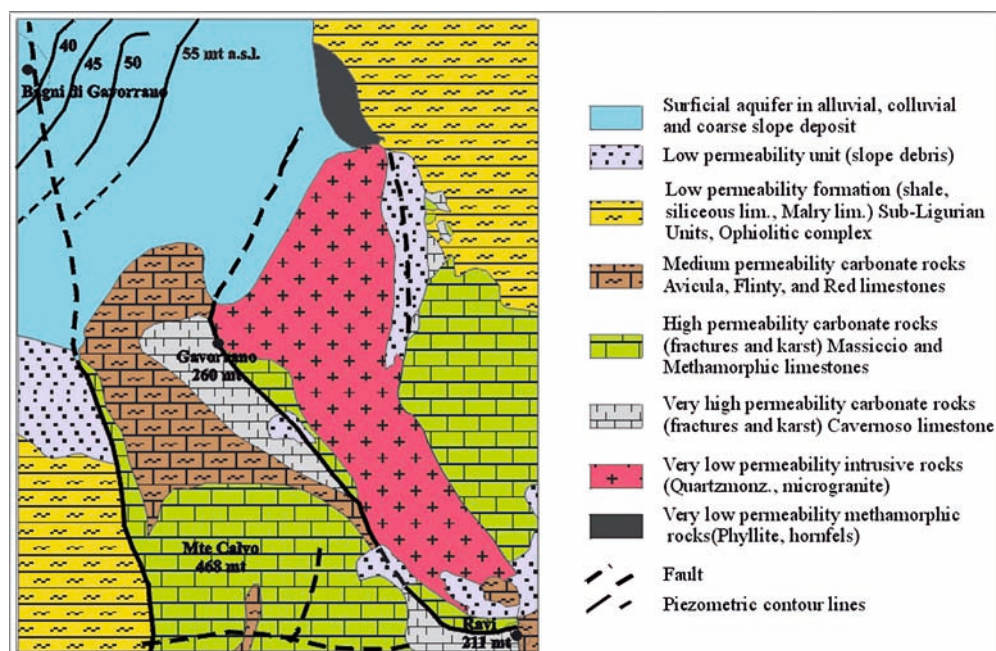 40
45
50
55 mt a.s.l.
Bagni di Gavorrano
Gavorrano
260 mt
Mte Calvo
468 mt
Ravi
211 mt
Surficial aquifer in alluvial, colluvial
and coarse slope deposit
Low permeability unit (slope debris)
Low permeability formation (shale,
siliceous lim., Malry lim.) Sub-Ligurian
Units, Ophiolitic complex
Medium permeability carbonate rocks
Avicula, Flinty, and Red limestones
High permeability carbonate rocks
(fractures and karst) Massiccio and
Methamorphic limestones
Very high permeability carbonate rocks
(fractures and karst) Cavernoso limestone
Very low permeability intrusive rocks
(Quartzmonz., microgranite)
Very low permeability methamorphic
rocks(Phyllite, hornfels)
Fault
Piezometric contour lines